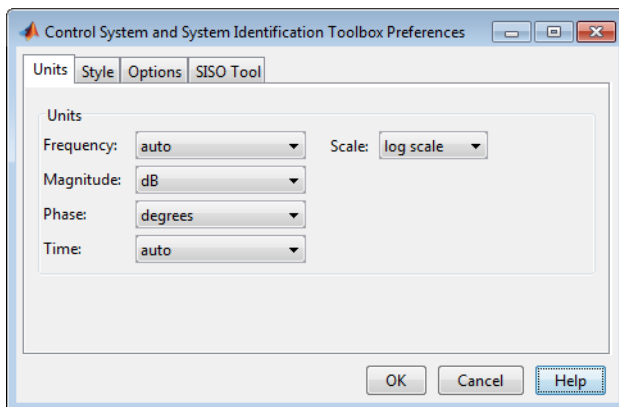 Control System and System Identification Toolbox Preferences
Units Style Options SISO Tool
Units
Frequency: auto Scale: log scale
Magnitude: dB
Phase: degrees
Time: auto
OK Cancel Help